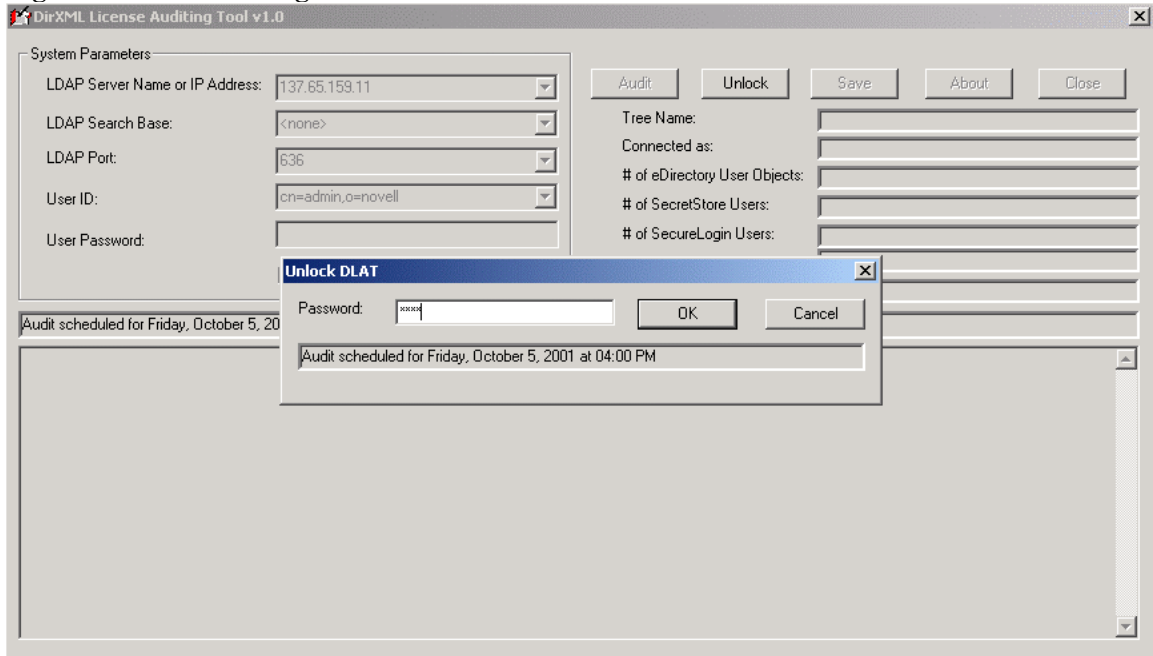 DirXML License Auditing Tool v1.0
System Parameters
LDAP Server Name or IP Address: 137.65.159.11
LDAP Search Base: <none>
LDAP Port: 636
User ID: cn=admin,o=novell
User Password:
Audit Unlock Save About Close
Tree Name:
Connected as:
# of eDirectory User Objects:
# of SecretStore Users:
# of SecureLogin Users:
Unlock DLAT
Password: **** OK Cancel
Audit scheduled for Friday, October 5, 2001 at 04:00 PM
Audit scheduled for Friday, October 5, 20